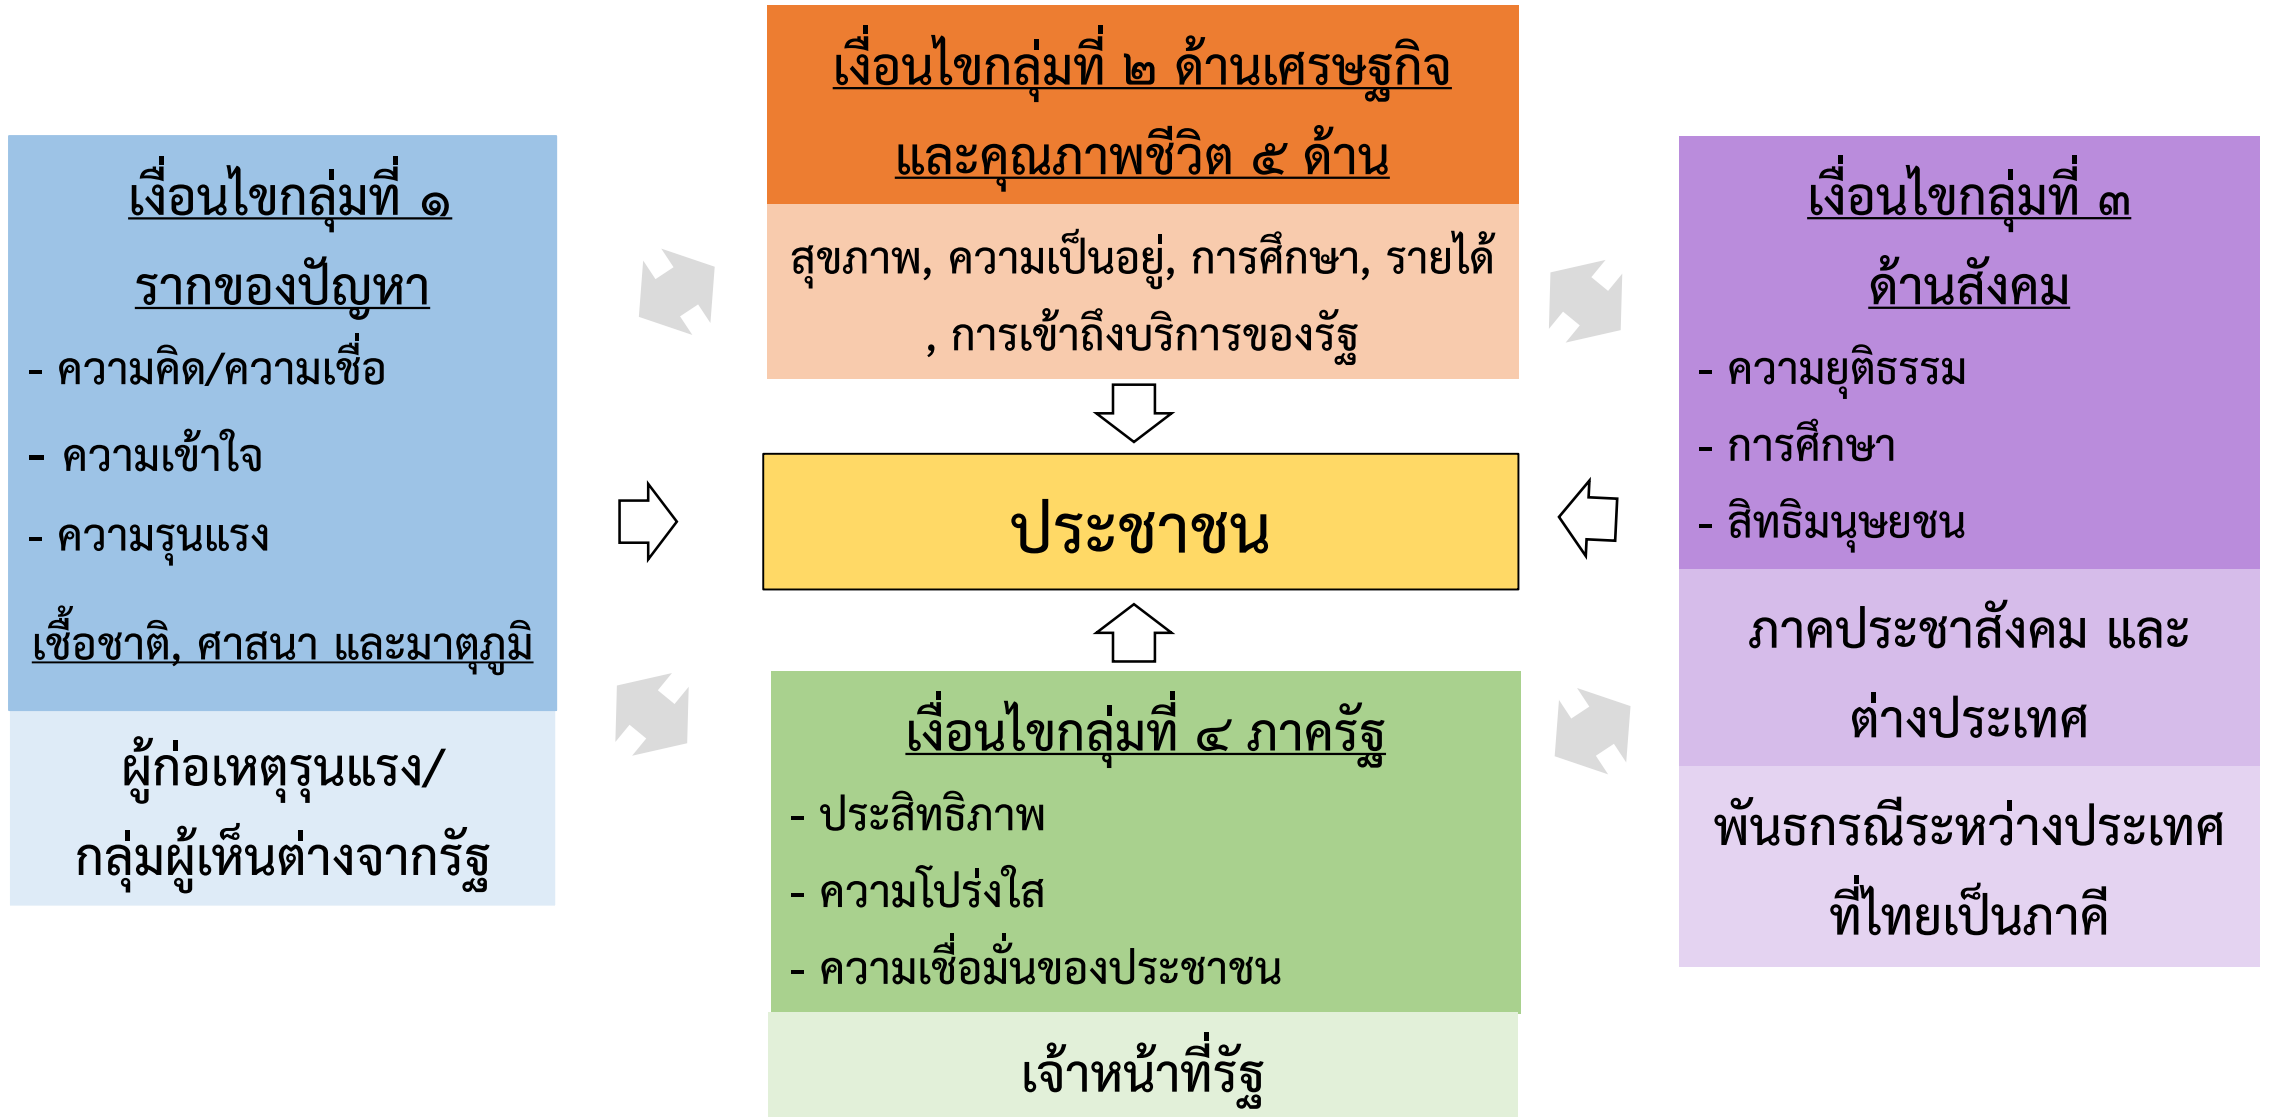 เงื่อนไขกลุ่มที่ ๒ ด้านเศรษฐกิจ
และคุณภาพชีวิต ๕ ด้าน
สุขภาพ, ความเป็นอยู่, การศึกษา, รายได้
, การเข้าถึงบริการของรัฐ
เงื่อนไขกลุ่มที่ ๑
รากของปัญหา
- ความคิด/ความเชื่อ
- ความเข้าใจ
- ความรุนแรง
เชื้อชาติ, ศาสนา และมาตุภูมิ
ผู้ก่อเหตุรุนแรง/
กลุ่มผู้เห็นต่างจากรัฐ
ประชาชน
เงื่อนไขกลุ่มที่ ๓
ด้านสังคม
- ความยุติธรรม
- การศึกษา
- สิทธิมนุษยชน
ภาคประชาสังคม และ
ต่างประเทศ
พันธกรณีระหว่างประเทศ
ที่ไทยเป็นภาคี
เงื่อนไขกลุ่มที่ ๔ ภาครัฐ
- ประสิทธิภาพ
- ความโปร่งใส
- ความเชื่อมั่นของประชาชน
เจ้าหน้าที่รัฐ